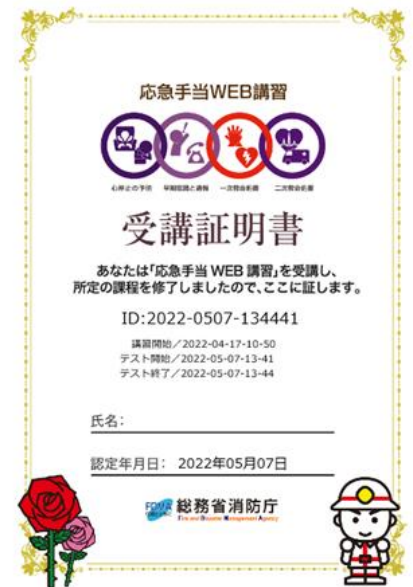 応急手当WEB講習
心停止の予防 早期認識と通報 一次救命処置 二次救命処置
受講証明書
あなたは「応急手当 WEB 講習」を受講し、
所定の課程を修了しましたので、ここに証します。
ID:2022-0507-134441
講習開始／2022-04-17-10-50
テスト開始／2022-05-07-13-41
テスト終了／2022-05-07-13-44
氏名:
認定年月日: 2022年05月07日
FDMA 総務省消防庁
Fire and Disaster Management Agency